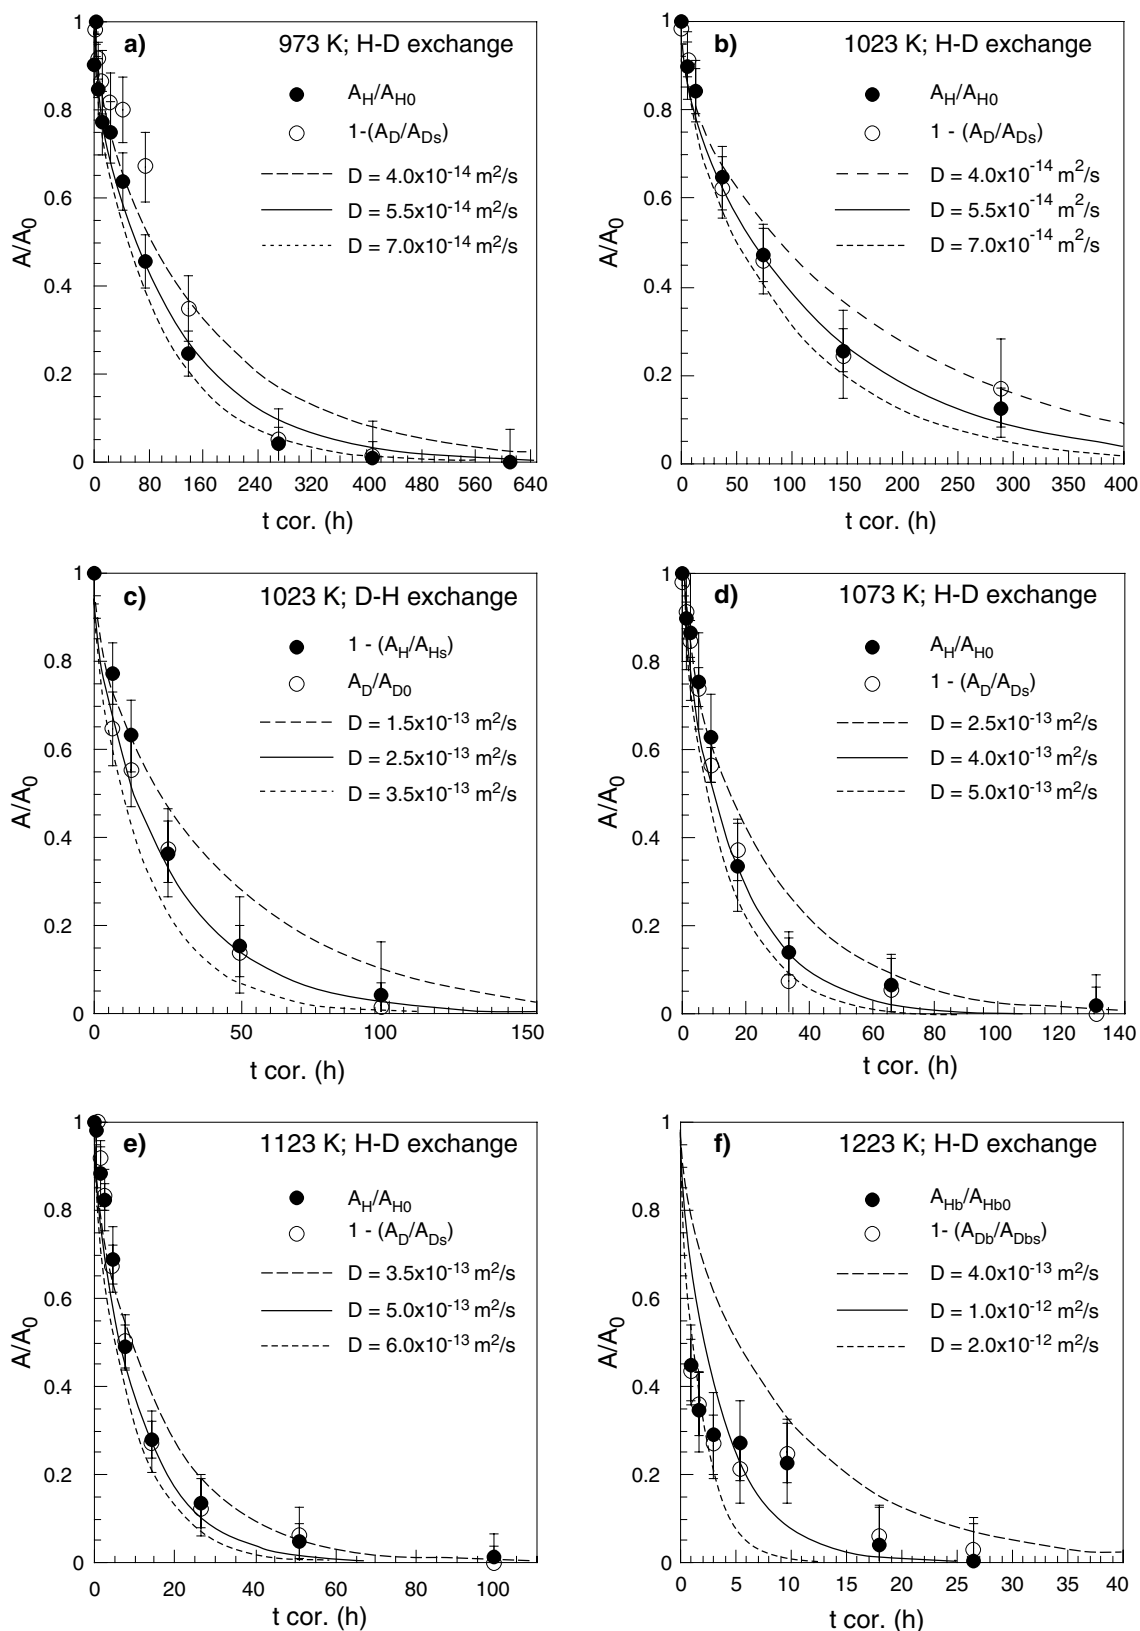 a) 973 K; H-D exchange
A_H/A_H0
1-(A_D/A_Ds)
D = 4.0x10^-14 m^2/s
D = 5.5x10^-14 m^2/s
D = 7.0x10^-14 m^2/s
A/A_0
1
0.8
0.6
0.4
0.2
0
0 80 160 240 320 400 480 560 640
t cor. (h)
b) 1023 K; H-D exchange
A_H/A_H0
1 - (A_D/A_Ds)
D = 4.0x10^-14 m^2/s
D = 5.5x10^-14 m^2/s
D = 7.0x10^-14 m^2/s
A/A_0
1
0.8
0.6
0.4
0.2
0
0 50 100 150 200 250 300 350 400
t cor. (h)
c) 1023 K; D-H exchange
1 - (A_H/A_Hs)
A_D/A_D0
D = 1.5x10^-13 m^2/s
D = 2.5x10^-13 m^2/s
D = 3.5x10^-13 m^2/s
A/A_0
1
0.8
0.6
0.4
0.2
0
0 50 100 150
t cor. (h)
d) 1073 K; H-D exchange
A_H/A_H0
1 - (A_D/A_Ds)
D = 2.5x10^-13 m^2/s
D = 4.0x10^-13 m^2/s
D = 5.0x10^-13 m^2/s
A/A_0
1
0.8
0.6
0.4
0.2
0
0 20 40 60 80 100 120 140
t cor. (h)
e) 1123 K; H-D exchange
A_H/A_H0
1 - (A_D/A_Ds)
D = 3.5x10^-13 m^2/s
D = 5.0x10^-13 m^2/s
D = 6.0x10^-13 m^2/s
A/A_0
1
0.8
0.6
0.4
0.2
0
0 20 40 60 80 100
t cor. (h)
f) 1223 K; H-D exchange
A_Hb/A_Hb0
1- (A_Db/A_Dbs)
D = 4.0x10^-13 m^2/s
D = 1.0x10^-12 m^2/s
D = 2.0x10^-12 m^2/s
A/A_0
1
0.8
0.6
0.4
0.2
0
0 5 10 15 20 25 30 35 40
t cor. (h)